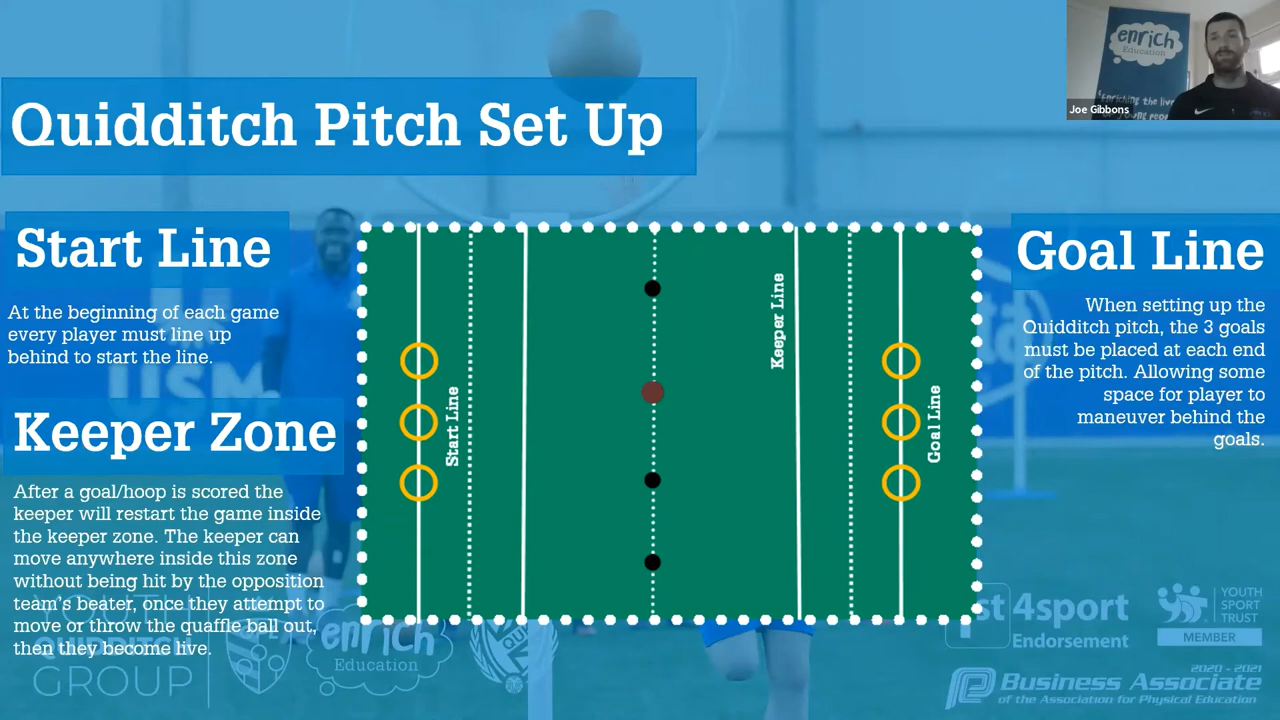 enrich
Education
Joe Gibbons
Quidditch Pitch Set Up
Start Line
At the beginning of each game
every player must line up
behind to start the line.
Keeper Zone
After a goal/hoop is scored the
keeper will restart the game inside
the keeper zone. The keeper can
move anywhere inside this zone
without being hit by the opposition
team's beater, once they attempt to
move or throw the quaffle ball out,
then they become live.
Start Line
Keeper Line
Goal Line
Goal Line
When setting up the
Quidditch pitch, the 3 goals
must be placed at each end
of the pitch. Allowing some
space for player to
maneuver behind the
goals.
YOUTH
QUIDDITCH
GROUP
enrich
Education
4sport
Endorsement
YOUTH
SPORT
TRUST
MEMBER
2020 - 2021
Business Associate
of the Association for Physical Education